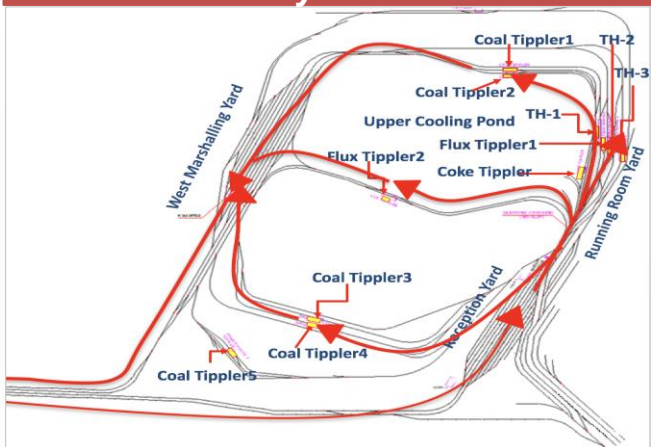 Coal Tippler1
TH-2
TH-3
Coal Tippler2
TH-1
Upper Cooling Pond
Flux Tippler1
Flux Tippler2
Coke Tippler
West Marshalling Yard
Running Room Yard
Coal Tippler3
Reception Yard
Coal Tippler4
Coal Tippler5